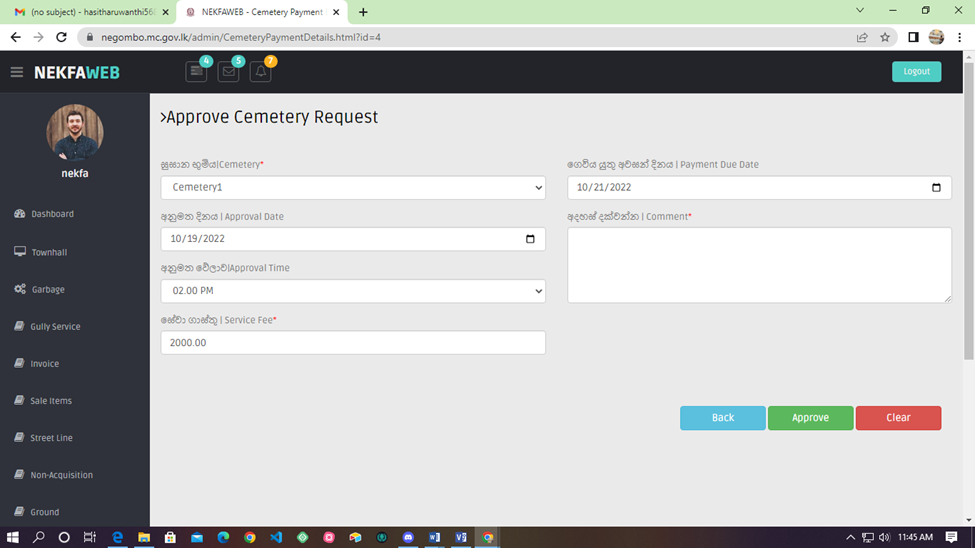 (no subject) - hasitharuwanthi56
NEKFAWEB - Cemetery Payment
negombo.mc.gov.lk/admin/CemeteryPaymentDetails.html?id=4
NEKFAWEB
4
5
7
Logout
nekfa
Dashboard
Townhall
Garbage
Gully Service
Invoice
Sale Items
Street Line
Non-Acquisition
Ground
>Approve Cemetery Request
සුසාන භූමිය|Cemetery*
Cemetery1
අනුමත දිනය | Approval Date
10/19/2022
අනුමත වේලාව|Approval Time
02.00 PM
සේවා ගාස්තු | Service Fee*
2000.00
ගෙවිය යුතු අවසන් දිනය | Payment Due Date
10/21/2022
අදහස් දක්වන්න | Comment*
Back
Approve
Clear
11:45 AM